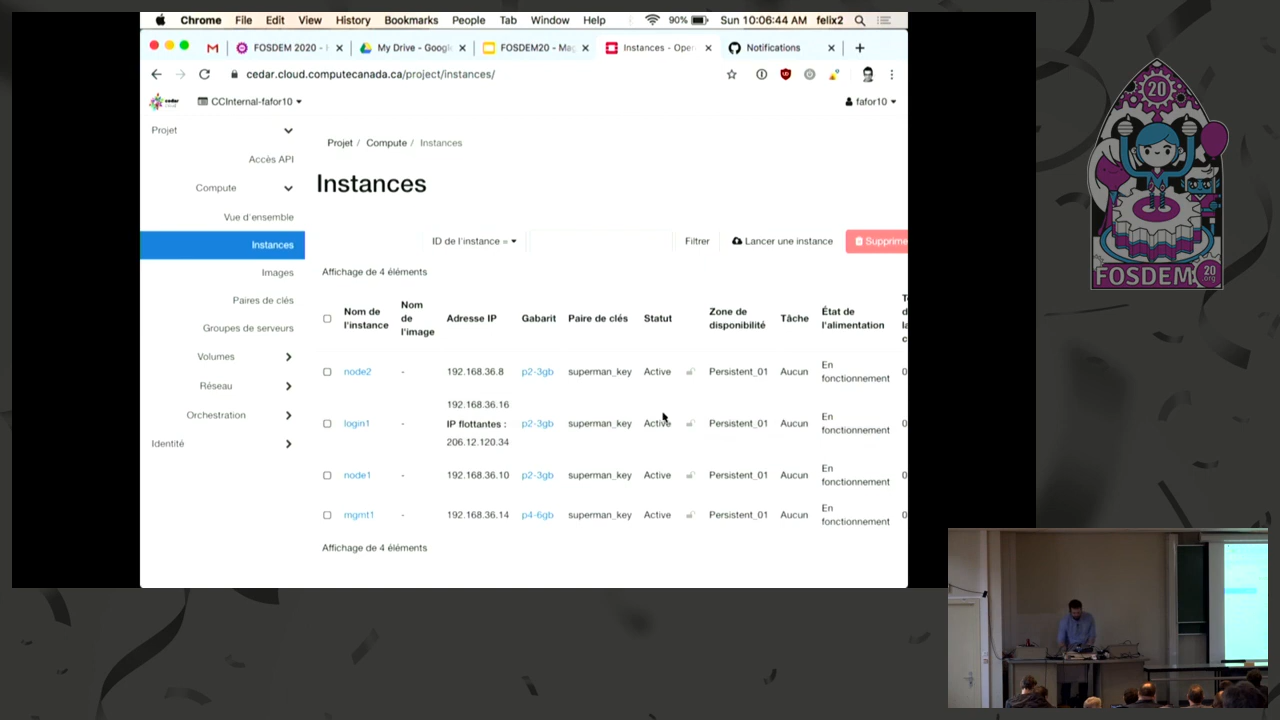 Chrome File Edit View History Bookmarks People Tab Window Help 90% Sun 10:06:44 AM felix2
FOSDEM 2020 - My Drive - Google FOSDEM20 - Ma Instances - Ope Notifications
cedar.cloud.computecanada.ca/project/instances/
cedar cloud CCInternal-fafor10 fafor10
Projet
Accès API
Compute
Vue d'ensemble
Instances
Images
Paires de clés
Groupes de serveurs
Volumes
Réseau
Orchestration
Identité
Projet / Compute / Instances
Instances
ID de l'instance = Filtrer Lancer une instance Supprime
Affichage de 4 éléments
Nom de l'instance Nom de l'image Adresse IP Gabarit Paire de clés Statut Zone de disponibilité Tâche État de l'alimentation
node2 - 192.168.36.8 p2-3gb superman_key Active Persistent_01 Aucun En fonctionnement 0
login1 - 192.168.36.16 IP flottantes : 206.12.120.34 p2-3gb superman_key Active Persistent_01 Aucun En fonctionnement 0
node1 - 192.168.36.10 p2-3gb superman_key Active Persistent_01 Aucun En fonctionnement 0
mgmt1 - 192.168.36.14 p4-6gb superman_key Active Persistent_01 Aucun En fonctionnement 0
Affichage de 4 éléments
20
FOSDEM 20 .org